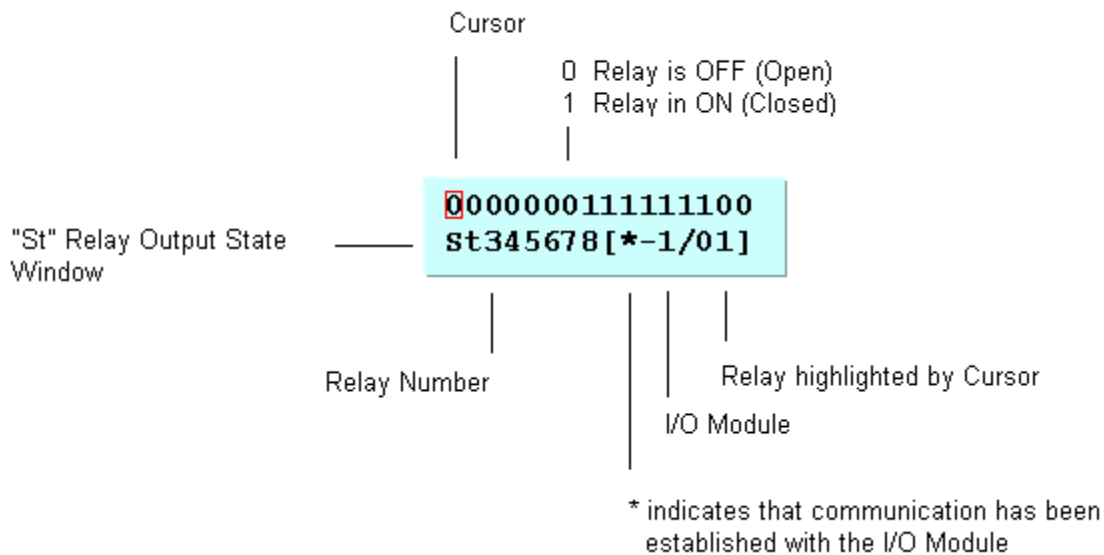 Cursor
0 Relay is OFF (Open)
1 Relay in ON (Closed)
0000000111111100
St345678[*-1/01]
"St" Relay Output State
Window
Relay Number
Relay highlighted by Cursor
I/O Module
* indicates that communication has been
established with the I/O Module